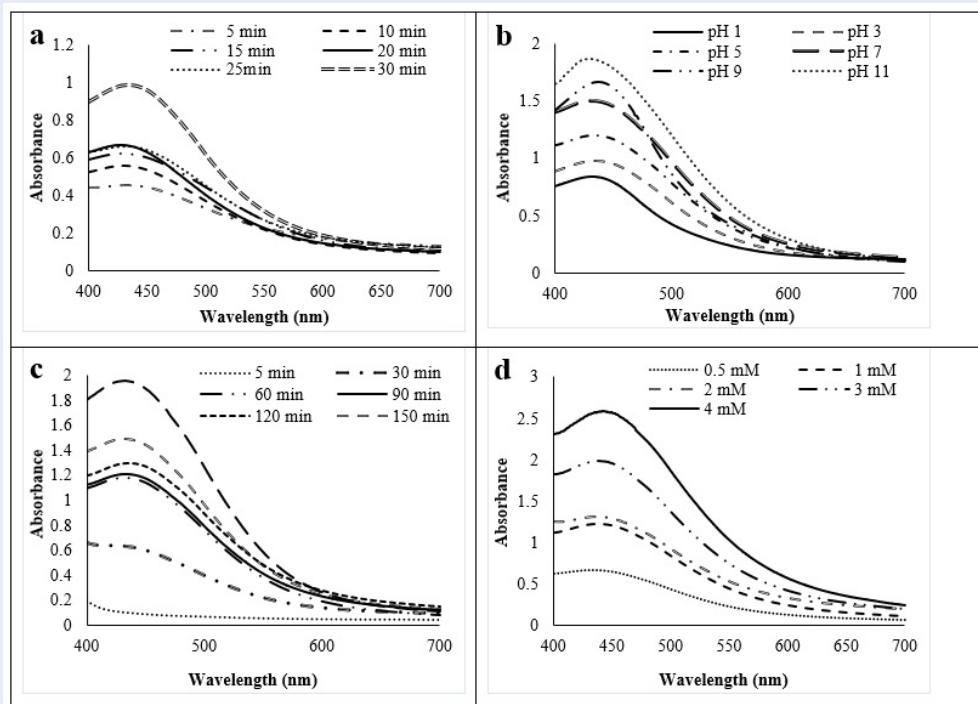 a
5 min 10 min
15 min 20 min
25min 30 min
1.2
1
0.8
0.6
0.4
0.2
0
Absorbance
400 450 500 550 600 650 700
Wavelength (nm)
b
pH 1 pH 3
pH 5 pH 7
pH 9 pH 11
2
1.5
1
0.5
0
Absorbance
400 500 600 700
Wavelength (nm)
c
5 min 30 min
60 min 90 min
120 min 150 min
2
1.8
1.6
1.4
1.2
1
0.8
0.6
0.4
0.2
0
Absorbance
400 500 600 700
Wavelength (nm)
d
0.5 mM 1 mM
2 mM 3 mM
4 mM
3
2.5
2
1.5
1
0.5
0
Absorbance
400 450 500 550 600 650 700
Wavelength (nm)